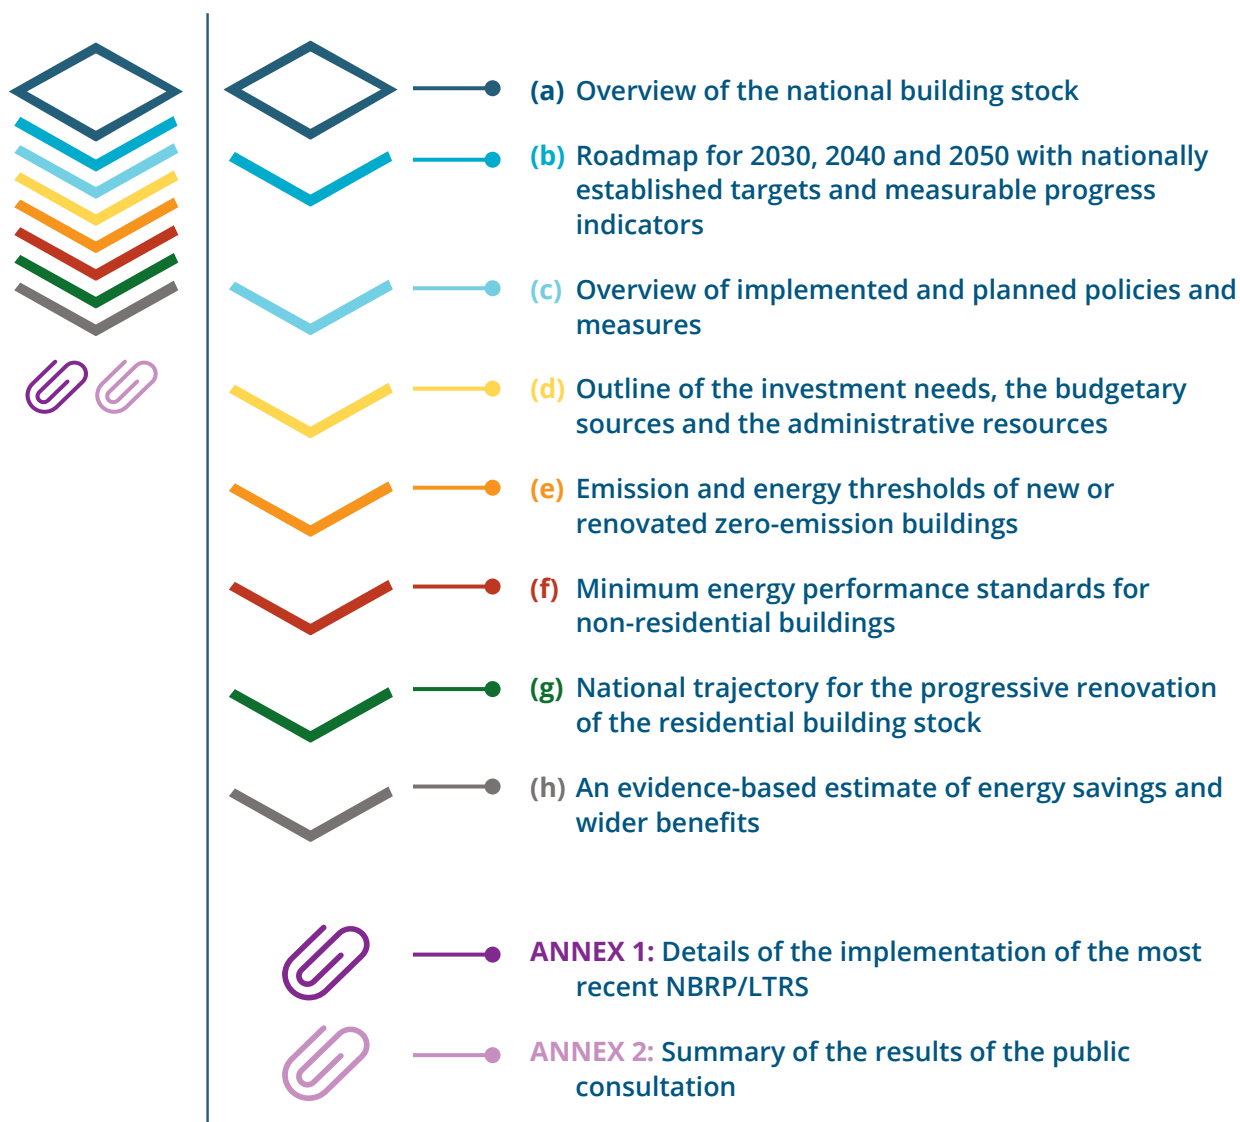 (a) Overview of the national building stock
(b) Roadmap for 2030, 2040 and 2050 with nationally
established targets and measurable progress
indicators
(c) Overview of implemented and planned policies and
measures
(d) Outline of the investment needs, the budgetary
sources and the administrative resources
(e) Emission and energy thresholds of new or
renovated zero-emission buildings
(f) Minimum energy performance standards for
non-residential buildings
(g) National trajectory for the progressive renovation
of the residential building stock
(h) An evidence-based estimate of energy savings and
wider benefits
ANNEX 1: Details of the implementation of the most
recent NBRP/LTRS
ANNEX 2: Summary of the results of the public
consultation